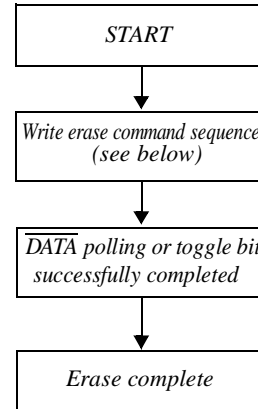 START
Write erase command sequence
(see below)
DATA polling or toggle bit
successfully completed
Erase complete